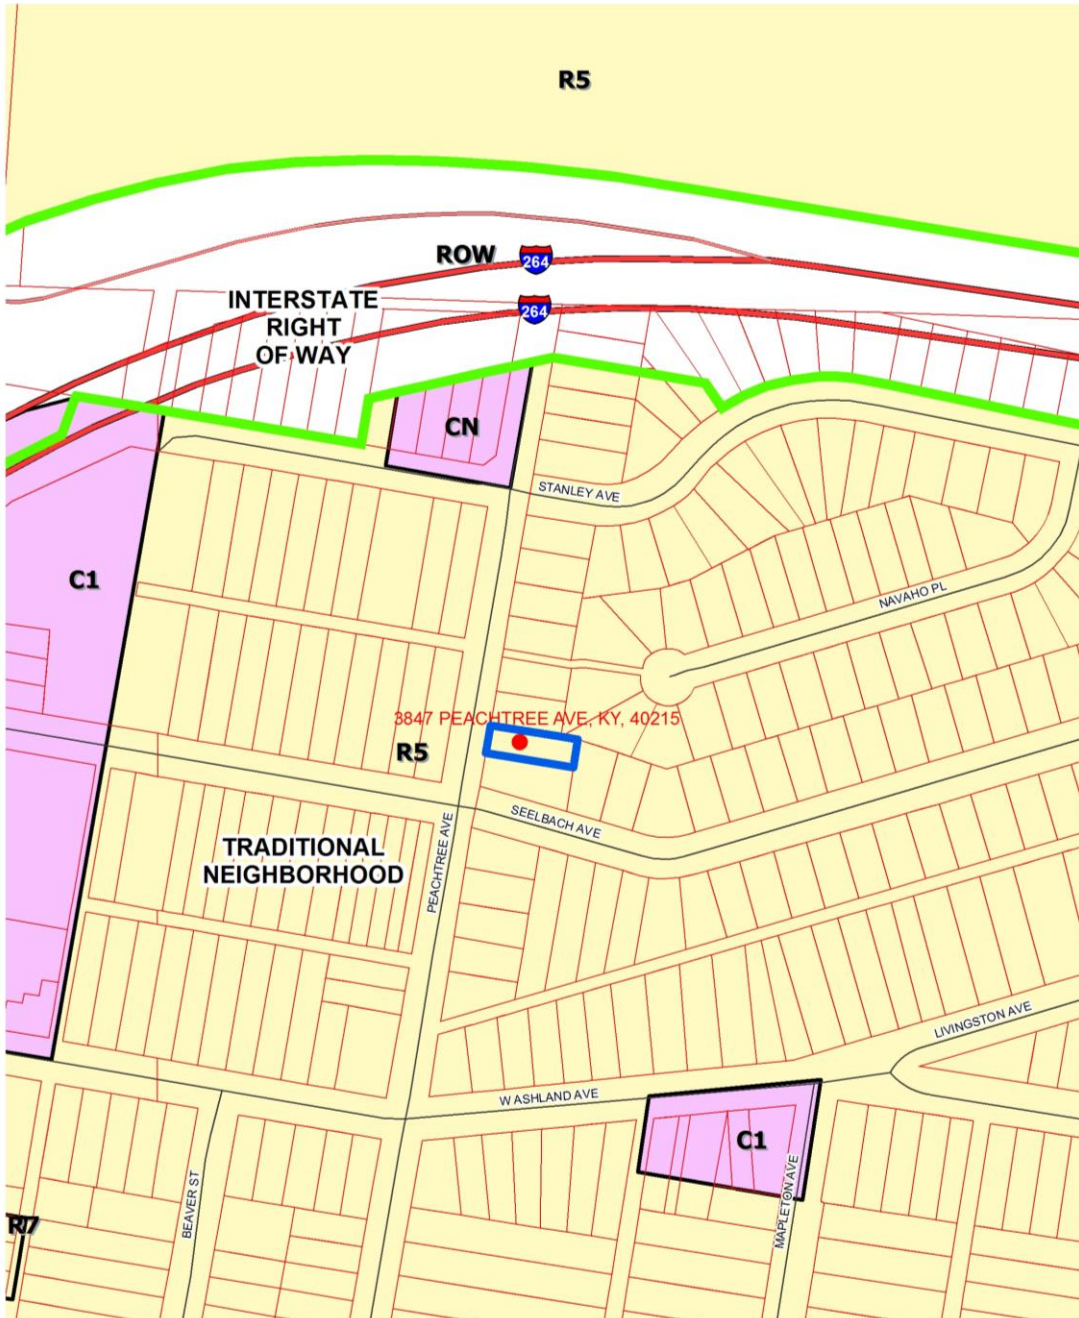 R5
ROW
264
INTERSTATE
RIGHT
OF WAY
264
CN
STANLEY AVE
C1
NAVAHO PL
3847 PEACHTREE AVE, KY, 40215
R5
SEELBACH AVE
TRADITIONAL
NEIGHBORHOOD
PEACHTREE AVE
LIVINGSTON AVE
W ASHLAND AVE
C1
MAPLETON AVE
BEAVER ST
R7